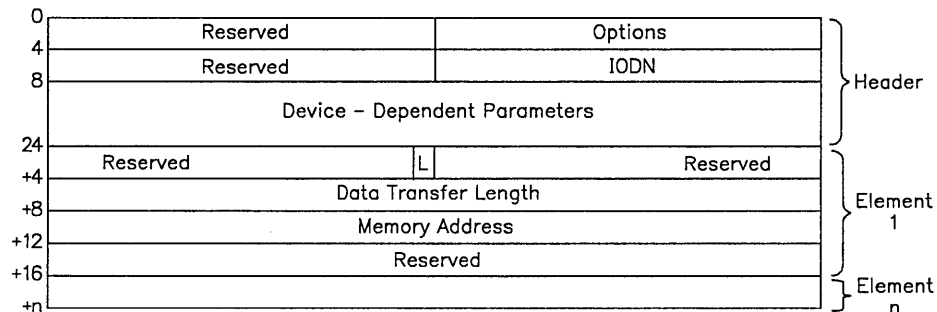 0 Reserved Options
4 Reserved IODN
8 Device - Dependent Parameters Header
24 Reserved L Reserved
+4 Data Transfer Length
+8 Memory Address Element 1
+12 Reserved
+16 Element n
+n